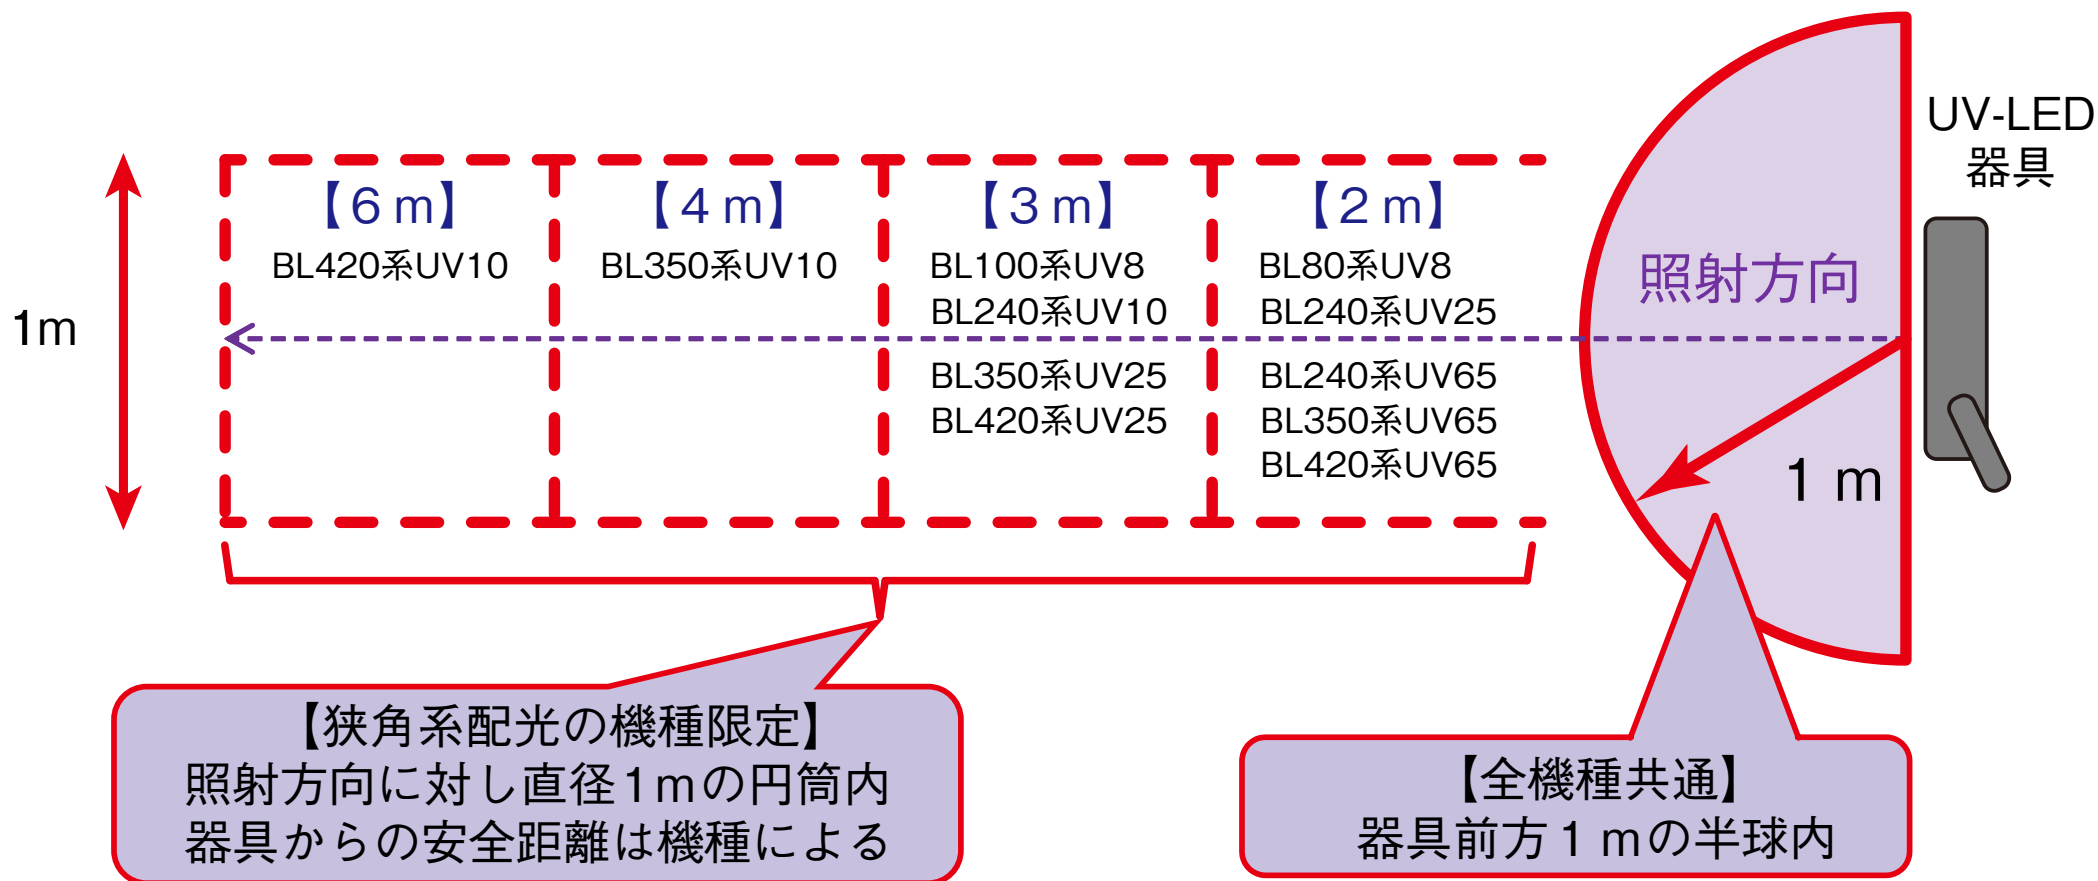 UV-LED
器具
【6 m】
BL420系UV10
【4 m】
BL350系UV10
【3 m】
BL100系UV8
BL240系UV10
BL350系UV25
BL420系UV25
【2 m】
BL80系UV8
BL240系UV25
BL240系UV65
BL350系UV65
BL420系UV65
照射方向
1m
1 m
【狭角系配光の機種限定】
照射方向に対し直径1mの円筒内
器具からの安全距離は機種による
【全機種共通】
器具前方1 mの半球内